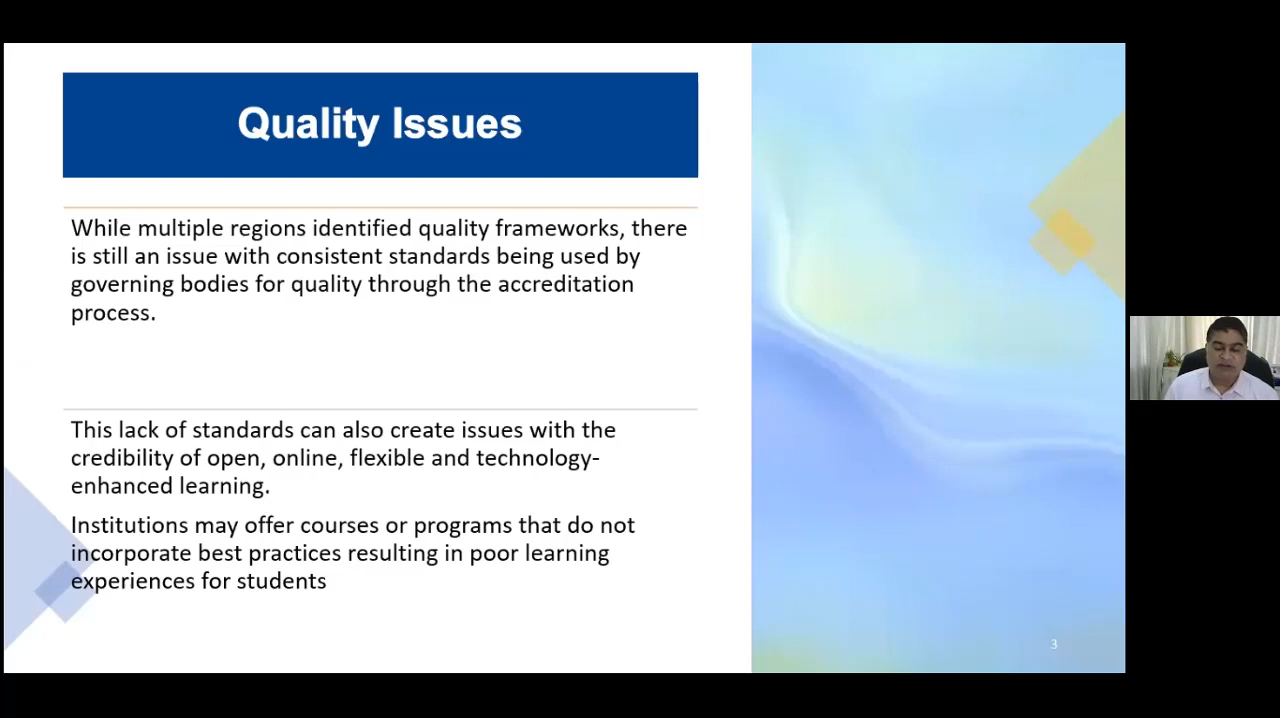 Quality Issues
While multiple regions identified quality frameworks, there
is still an issue with consistent standards being used by
governing bodies for quality through the accreditation
process.
This lack of standards can also create issues with the
credibility of open, online, flexible and technology-
enhanced learning.
Institutions may offer courses or programs that do not
incorporate best practices resulting in poor learning
experiences for students
3